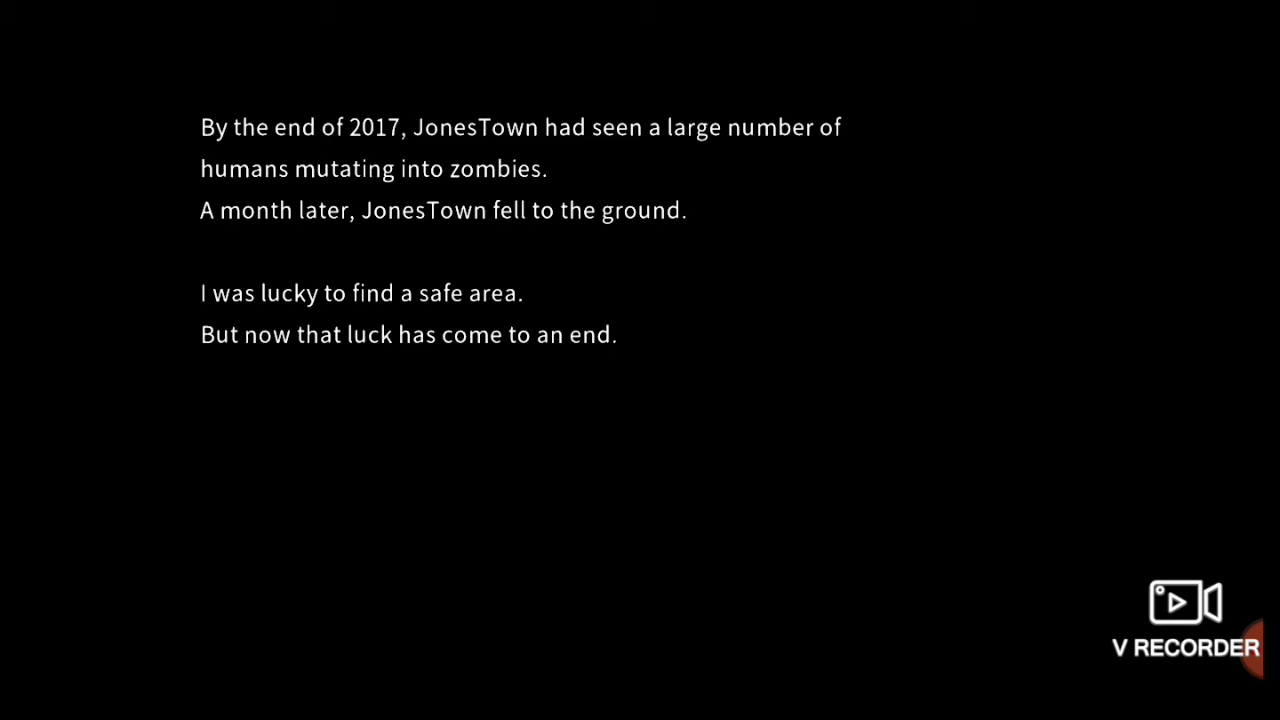 By the end of 2017, JonesTown had seen a large number of
humans mutating into zombies.
A month later, JonesTown fell to the ground.
I was lucky to find a safe area.
But now that luck has come to an end.
V RECORDER